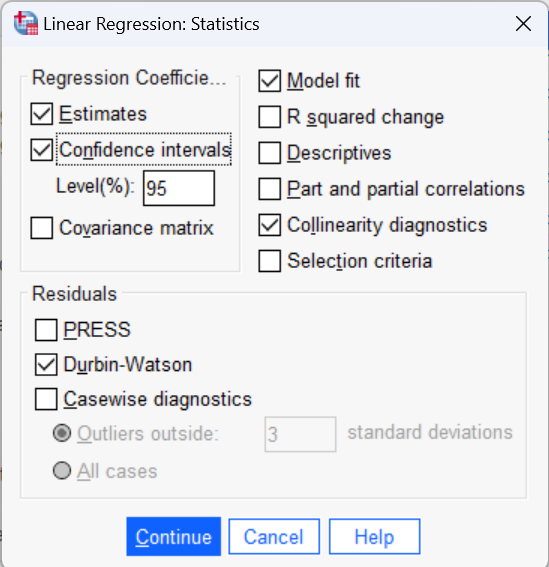 Linear Regression: Statistics
Regression Coefficie...
Estimates
Confidence intervals
Level(%): 95
Covariance matrix
Model fit
R squared change
Descriptives
Part and partial correlations
Collinearity diagnostics
Selection criteria
Residuals
PRESS
Durbin-Watson
Casewise diagnostics
Outliers outside: 3 standard deviations
All cases
Continue Cancel Help